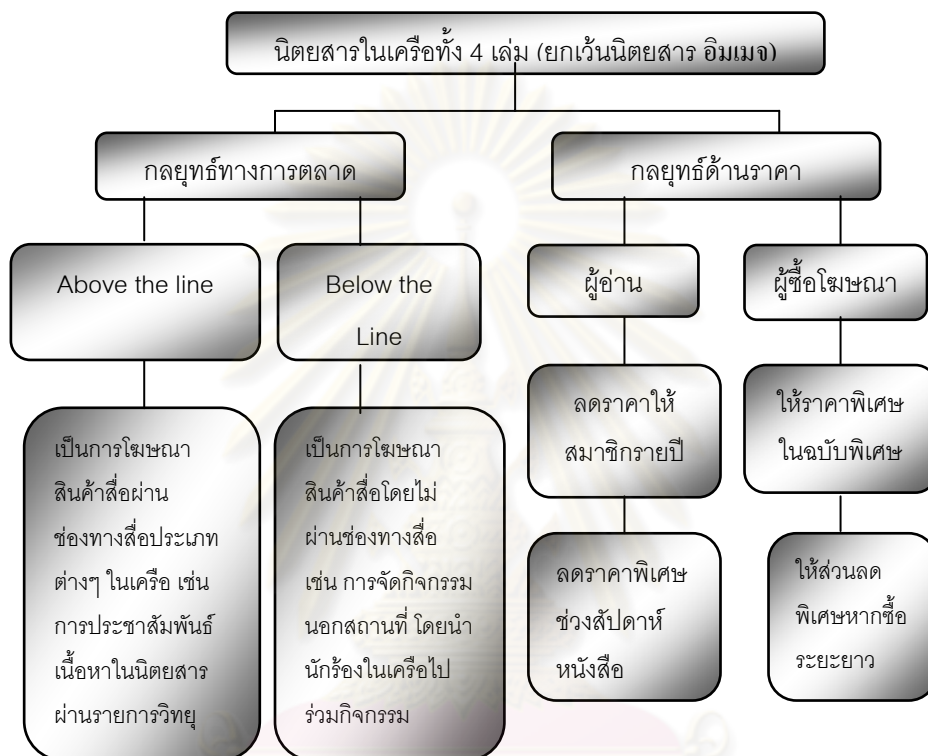 นิตยสารในเครือทั้ง 4 เล่ม (ยกเว้นนิตยสาร อิมเมจ)
กลยุทธ์ทางการตลาด
กลยุทธ์ด้านราคา
Above the line
Below the
Line
ผู้อ่าน
ผู้ซื้อโฆษณา
เป็นการโฆษณา
สินค้าสื่อผ่าน
ช่องทางสื่อประเภท
ต่างๆ ในเครือ เช่น
การประชาสัมพันธ์
เนื้อหาในนิตยสาร
ผ่านรายการวิทยุ
เป็นการโฆษณา
สินค้าสื่อโดยไม่
ผ่านช่องทางสื่อ
เช่น การจัดกิจกรรม
นอกสถานที่ โดยนำ
นักร้องในเครือไป
ร่วมกิจกรรม
ลดราคาให้
สมาชิกรายปี
ให้ราคาพิเศษ
ในฉบับพิเศษ
ลดราคาพิเศษ
ช่วงสัปดาห์
หนังสือ
ให้ส่วนลด
พิเศษหากซื้อ
ระยะยาว